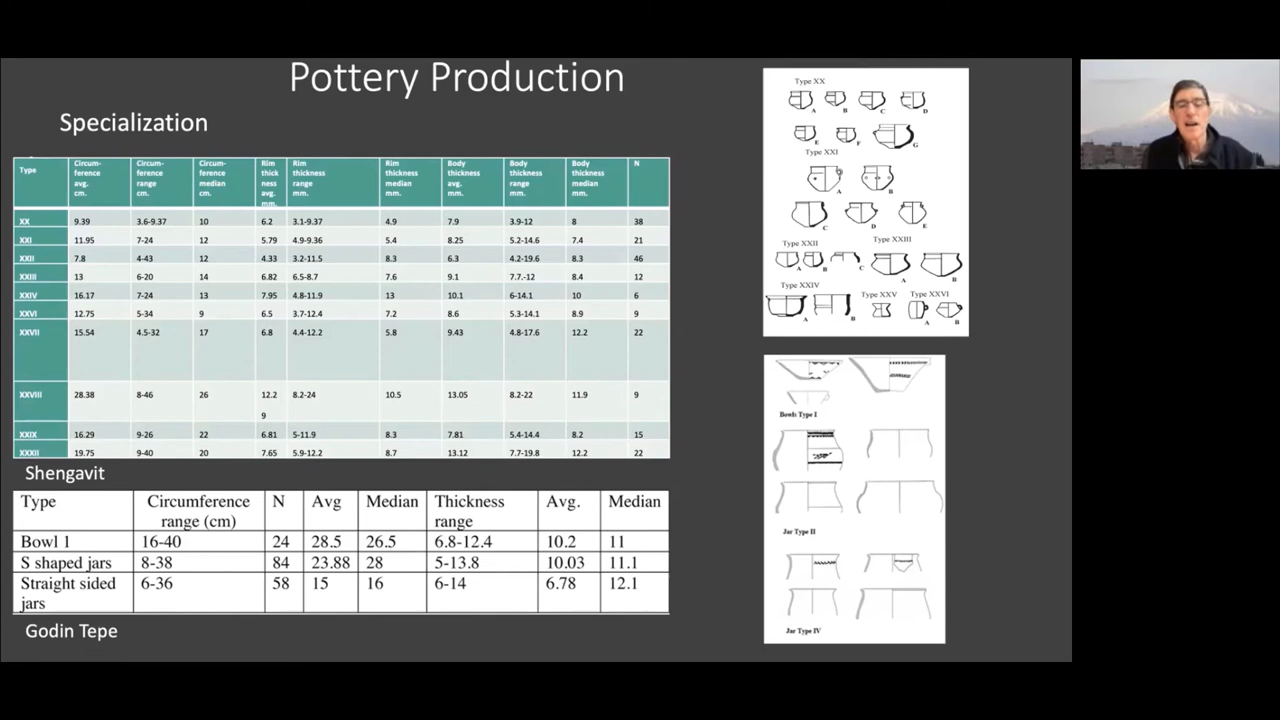 Pottery Production
Specialization
Type Circum-ference avg. cm. Circum-ference range cm. Circum-ference median cm. Rim thick ness avg. mm. Rim thickness range mm. Rim thickness median mm. Body thickness avg. mm. Body thickness range mm. Body thickness median mm. N
XX 9.39 3.6-9.37 10 6.2 3.1-9.37 4.9 7.9 3.9-12 8 38
XXI 11.95 7-24 12 5.79 4.9-9.36 5.4 8.25 5.2-14.6 7.4 21
XXII 7.8 4-43 12 4.33 3.2-11.5 8.3 6.3 4.2-19.6 8.3 46
XXIII 13 6-20 14 6.82 6.5-8.7 7.6 9.1 7.7.-12 8.4 12
XXIV 16.17 7-24 13 7.95 4.8-11.9 13 10.1 6-14.1 10 6
XXVI 12.75 5-34 9 6.5 3.7-12.4 7.2 8.6 5.3-14.1 8.9 9
XXVII 15.54 4.5-32 17 6.8 4.4-12.2 5.8 9.43 4.8-17.6 12.2 22
XXVIII 28.38 8-46 26 12.29 8.2-24 10.5 13.05 8.2-22 11.9 9
XXIX 16.29 9-26 22 6.81 5-11.9 8.3 7.81 5.4-14.4 8.2 15
XXXII 19.75 9-40 20 7.65 5.9-12.2 8.7 13.12 7.7-19.8 12.2 22
Shengavit
Type Circumference range (cm) N Avg Median Thickness range Avg. Median
Bowl 1 16-40 24 28.5 26.5 6.8-12.4 10.2 11
S shaped jars 8-38 84 23.88 28 5-13.8 10.03 11.1
Straight sided jars 6-36 58 15 16 6-14 6.78 12.1
Godin Tepe
Type XX
A B C D
E F G
Type XXI
A B
C D E
Type XXII Type XXIII
A B C A B
Type XXIV Type XXV Type XXVI
A B A B
Bowls Type I
Jar Type II
Jar Type IV